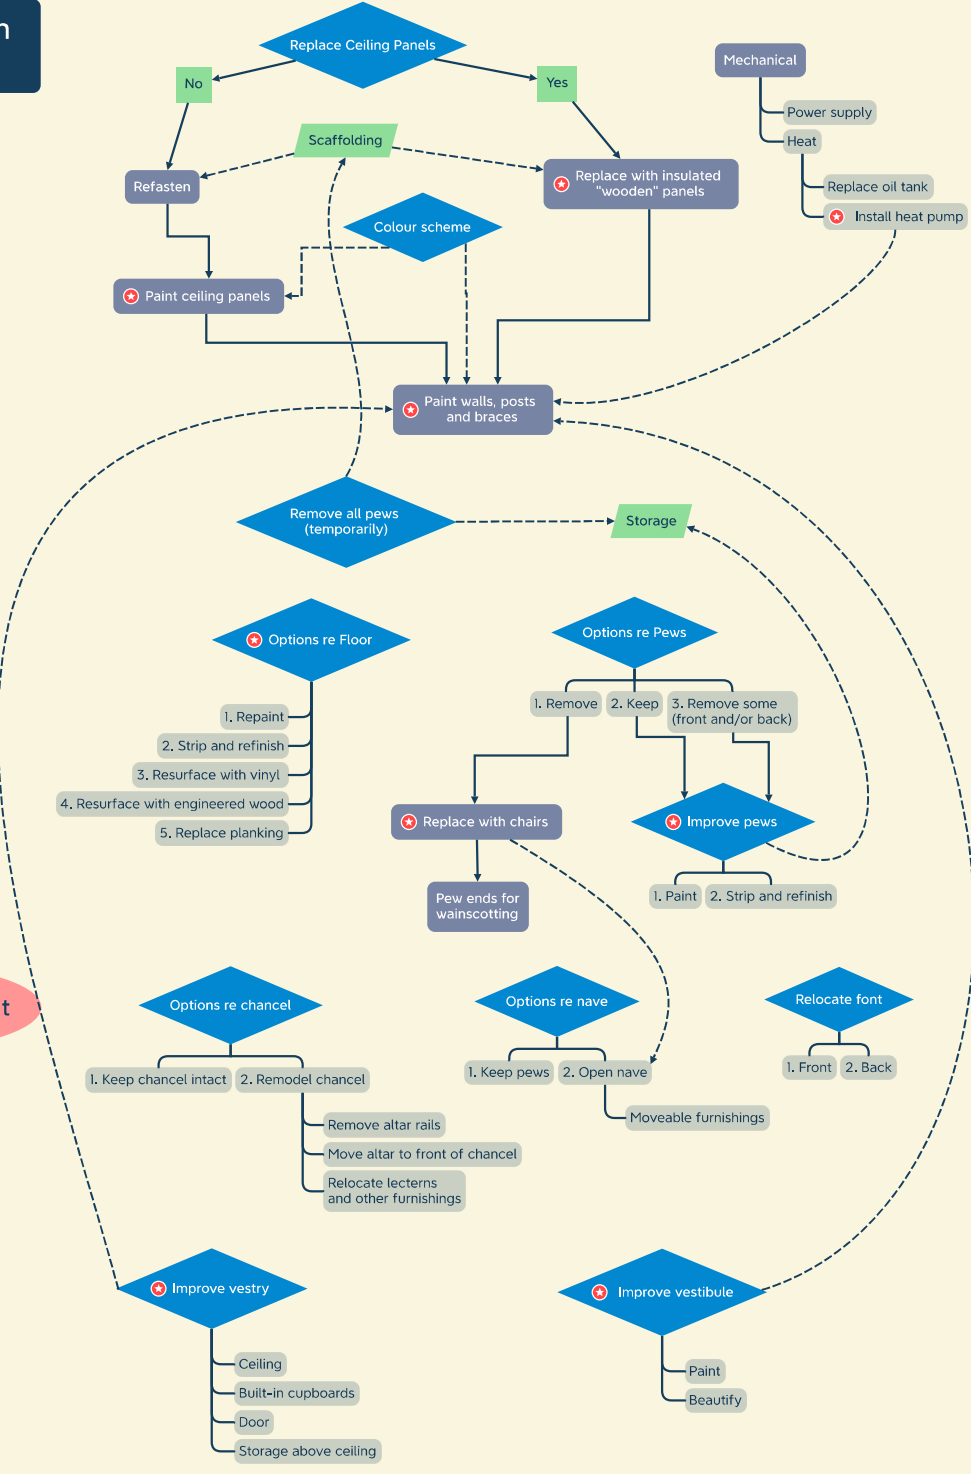 n
Replace Ceiling Panels
Mechanical
No
Yes
Power supply
Scaffolding
Heat
Refasten
Replace with insulated
"wooden" panels
Replace oil tank
Install heat pump
Colour scheme
Paint ceiling panels
Paint walls, posts
and braces
Remove all pews
(temporarily)
Storage
Options re Floor
1. Repaint
2. Strip and refinish
3. Resurface with vinyl
4. Resurface with engineered wood
5. Replace planking
Options re Pews
1. Remove
2. Keep
3. Remove some
(front and/or back)
Replace with chairs
Improve pews
Pew ends for
wainscotting
1. Paint
2. Strip and refinish
t
Options re chancel
1. Keep chancel intact
2. Remodel chancel
Remove altar rails
Move altar to front of chancel
Relocate lecterns
and other furnishings
Options re nave
1. Keep pews
2. Open nave
Moveable furnishings
Relocate font
1. Front
2. Back
Improve vestry
Ceiling
Built-in cupboards
Door
Storage above ceiling
Improve vestibule
Paint
Beautify